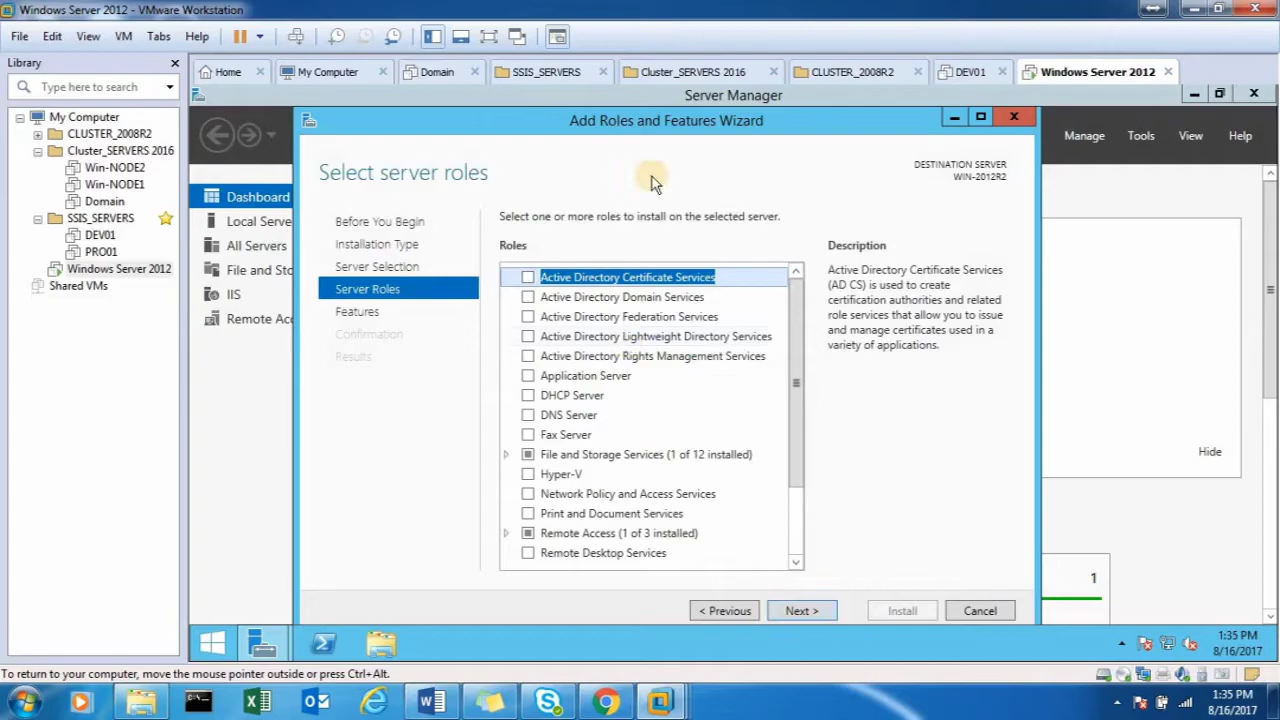 Windows Server 2012 - VMware Workstation
File Edit View VM Tabs Help
Library
Type here to search
My Computer
CLUSTER_2008R2
Cluster_SERVERS 2016
Win-NODE2
Win-NODE1
Domain
SSIS_SERVERS
DEV01
PRO01
Windows Server 2012
Shared VMs
Home
My Computer
Domain
SSIS_SERVERS
Cluster_SERVERS 2016
CLUSTER_2008R2
DEV01
Windows Server 2012
Server Manager
Manage Tools View Help
Dashboard
Local Serve
All Servers
File and Sto
IIS
Remote Acc
Hide
1
Add Roles and Features Wizard
Select server roles
DESTINATION SERVER
WIN-2012R2
Before You Begin
Installation Type
Server Selection
Server Roles
Features
Confirmation
Results
Select one or more roles to install on the selected server.
Roles
Active Directory Certificate Services
Active Directory Domain Services
Active Directory Federation Services
Active Directory Lightweight Directory Services
Active Directory Rights Management Services
Application Server
DHCP Server
DNS Server
Fax Server
File and Storage Services (1 of 12 installed)
Hyper-V
Network Policy and Access Services
Print and Document Services
Remote Access (1 of 3 installed)
Remote Desktop Services
Description
Active Directory Certificate Services
(AD CS) is used to create
certification authorities and related
role services that allow you to issue
and manage certificates used in a
variety of applications.
< Previous
Next >
Install
Cancel
1:35 PM
8/16/2017
To return to your computer, move the mouse pointer outside or press Ctrl+Alt.
1:35 PM
8/16/2017